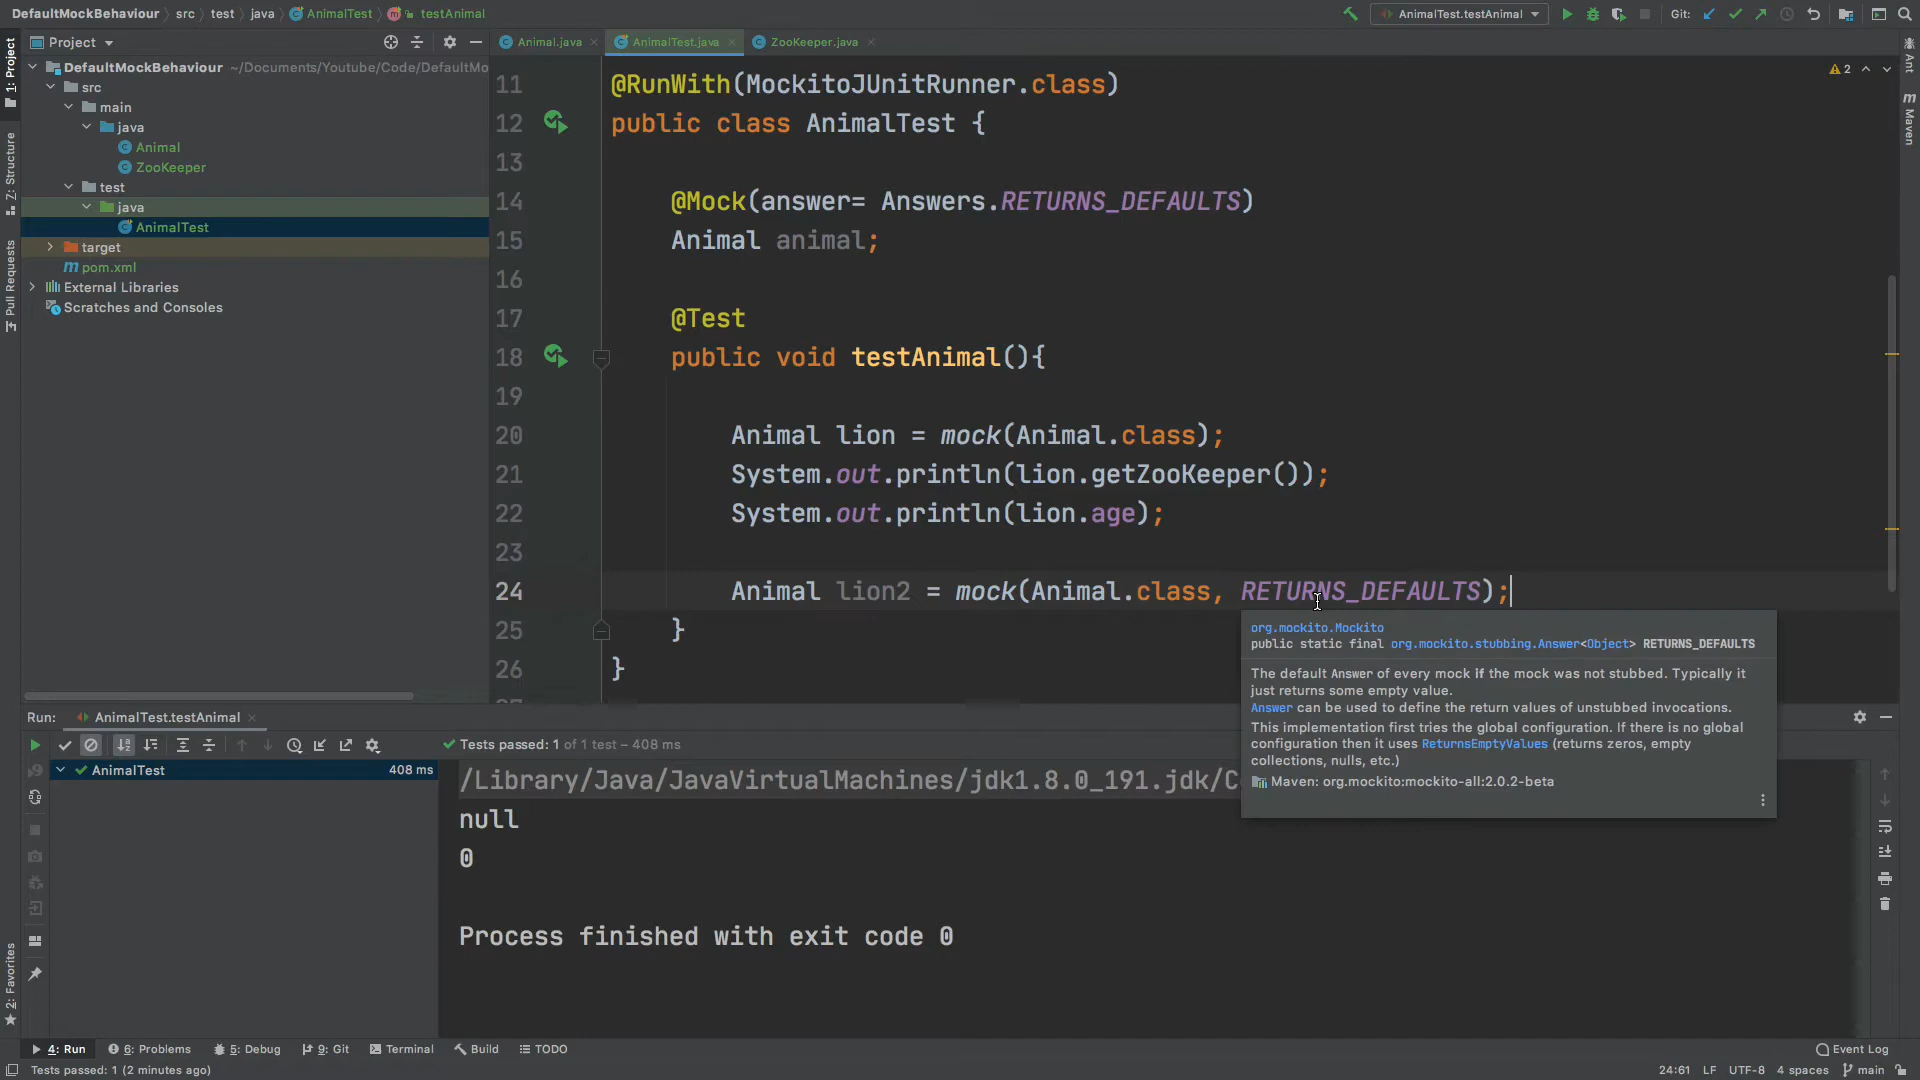 DefaultMockBehaviour src test java AnimalTest testAnimal
AnimalTest.testAnimal Git:
Project
Animal.java AnimalTest.java ZooKeeper.java
DefaultMockBehaviour ~/Documents/Youtube/Code/DefaultMo
src
main
java
Animal
ZooKeeper
test
java
AnimalTest
target
pom.xml
External Libraries
Scratches and Consoles
1: Project
7: Structure
Pull Requests
2: Favorites
2
Ant
Maven
11 @RunWith(MockitoJUnitRunner.class)
12 public class AnimalTest {
13
14 @Mock(answer= Answers.RETURNS_DEFAULTS)
15 Animal animal;
16
17 @Test
18 public void testAnimal(){
19
20 Animal lion = mock(Animal.class);
21 System.out.println(lion.getZooKeeper());
22 System.out.println(lion.age);
23
24 Animal lion2 = mock(Animal.class, RETURNS_DEFAULTS);
25 }
26 }
org.mockito.Mockito
public static final org.mockito.stubbing.Answer<Object> RETURNS_DEFAULTS
The default Answer of every mock if the mock was not stubbed. Typically it
just returns some empty value.
Answer can be used to define the return values of unstubbed invocations.
This implementation first tries the global configuration. If there is no global
configuration then it uses ReturnsEmptyValues (returns zeros, empty
collections, nulls, etc.)
Maven: org.mockito:mockito-all:2.0.2-beta
Run: AnimalTest.testAnimal
Tests passed: 1 of 1 test – 408 ms
AnimalTest 408 ms
/Library/Java/JavaVirtualMachines/jdk1.8.0_191.jdk/C
null
0
Process finished with exit code 0
4: Run 6: Problems 5: Debug 9: Git Terminal Build TODO Event Log
Tests passed: 1 (2 minutes ago) 24:61 LF UTF-8 4 spaces main